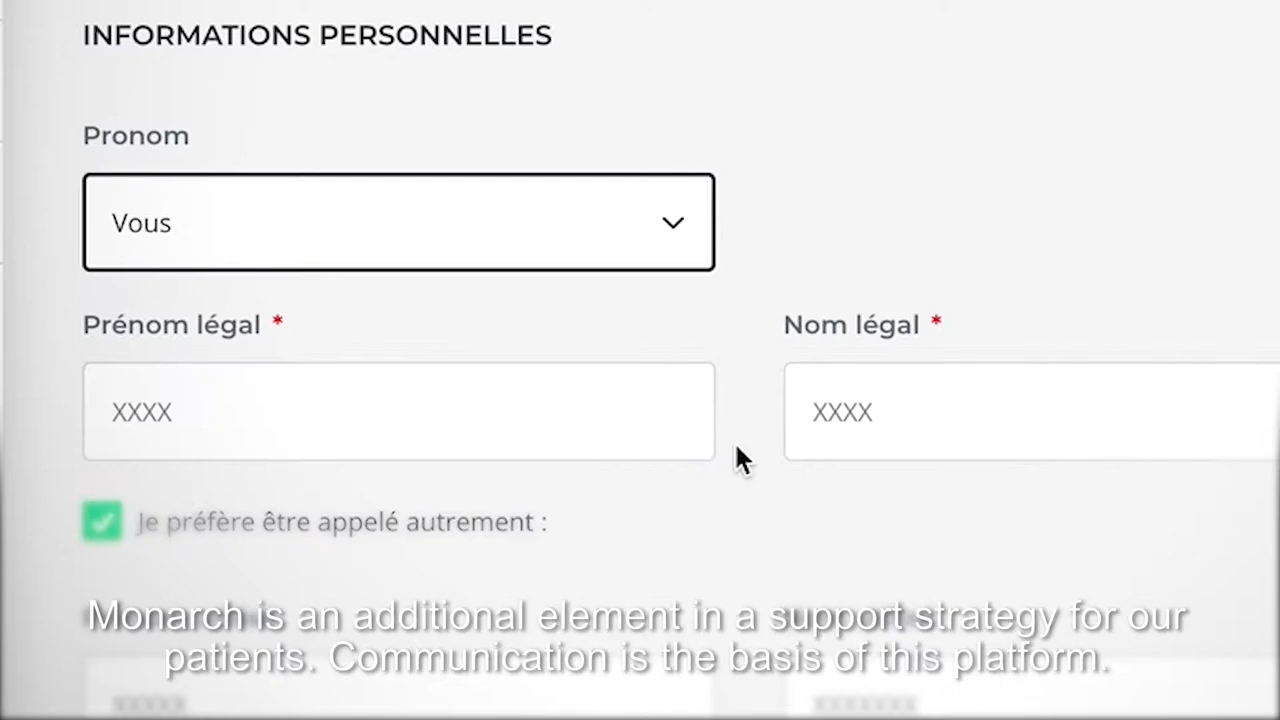 INFORMATIONS PERSONNELLES
Pronom
Vous
Prénom légal * Nom légal *
XXXX XXXX
Je préfère être appelé autrement :
Monarch is an additional element in a support strategy for our
patients. Communication is the basis of this platform.